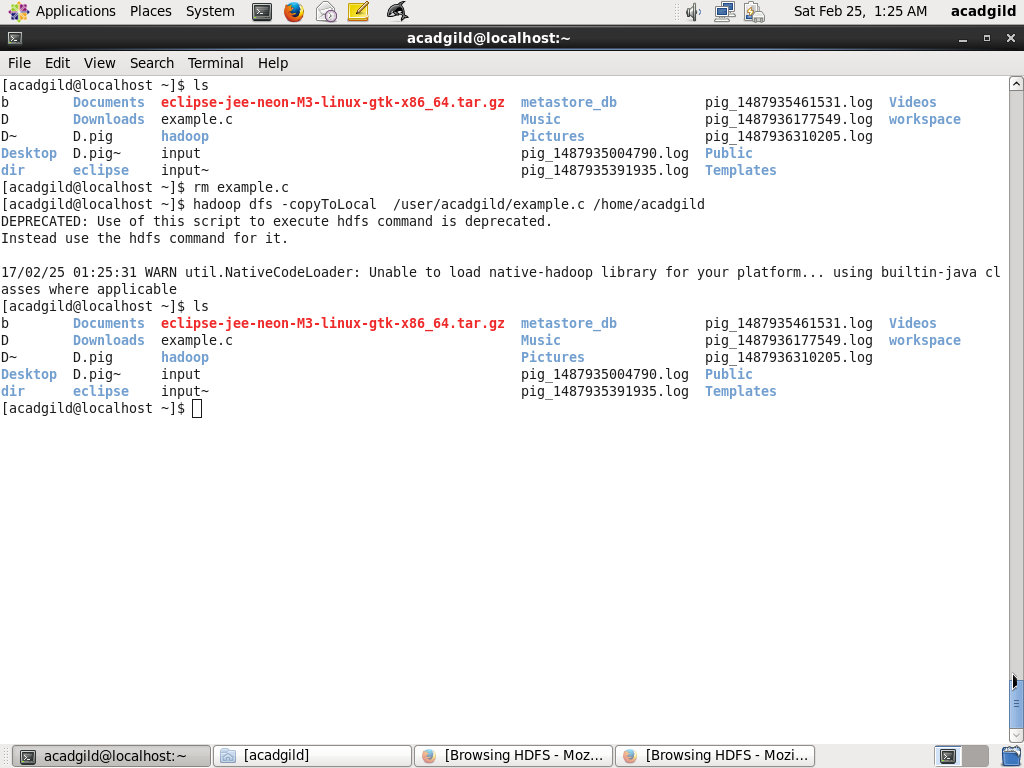 Applications Places System Sat Feb 25, 1:25 AM acadgild
acadgild@localhost:~
File Edit View Search Terminal Help
[acadgild@localhost ~]$ ls
b Documents eclipse-jee-neon-M3-linux-gtk-x86_64.tar.gz metastore_db pig_1487935461531.log Videos
D Downloads example.c Music pig_1487936177549.log workspace
D~ D.pig hadoop Pictures pig_1487936310205.log
Desktop D.pig~ input pig_1487935004790.log Public
dir eclipse input~ pig_1487935391935.log Templates
[acadgild@localhost ~]$ rm example.c
[acadgild@localhost ~]$ hadoop dfs -copyToLocal  /user/acadgild/example.c /home/acadgild
DEPRECATED: Use of this script to execute hdfs command is deprecated.
Instead use the hdfs command for it.
17/02/25 01:25:31 WARN util.NativeCodeLoader: Unable to load native-hadoop library for your platform... using builtin-java cl
asses where applicable
[acadgild@localhost ~]$ ls
b Documents eclipse-jee-neon-M3-linux-gtk-x86_64.tar.gz metastore_db pig_1487935461531.log Videos
D Downloads example.c Music pig_1487936177549.log workspace
D~ D.pig hadoop Pictures pig_1487936310205.log
Desktop D.pig~ input pig_1487935004790.log Public
dir eclipse input~ pig_1487935391935.log Templates
[acadgild@localhost ~]$
acadgild@localhost:~ [acadgild] [Browsing HDFS - Moz... [Browsing HDFS - Mozi...